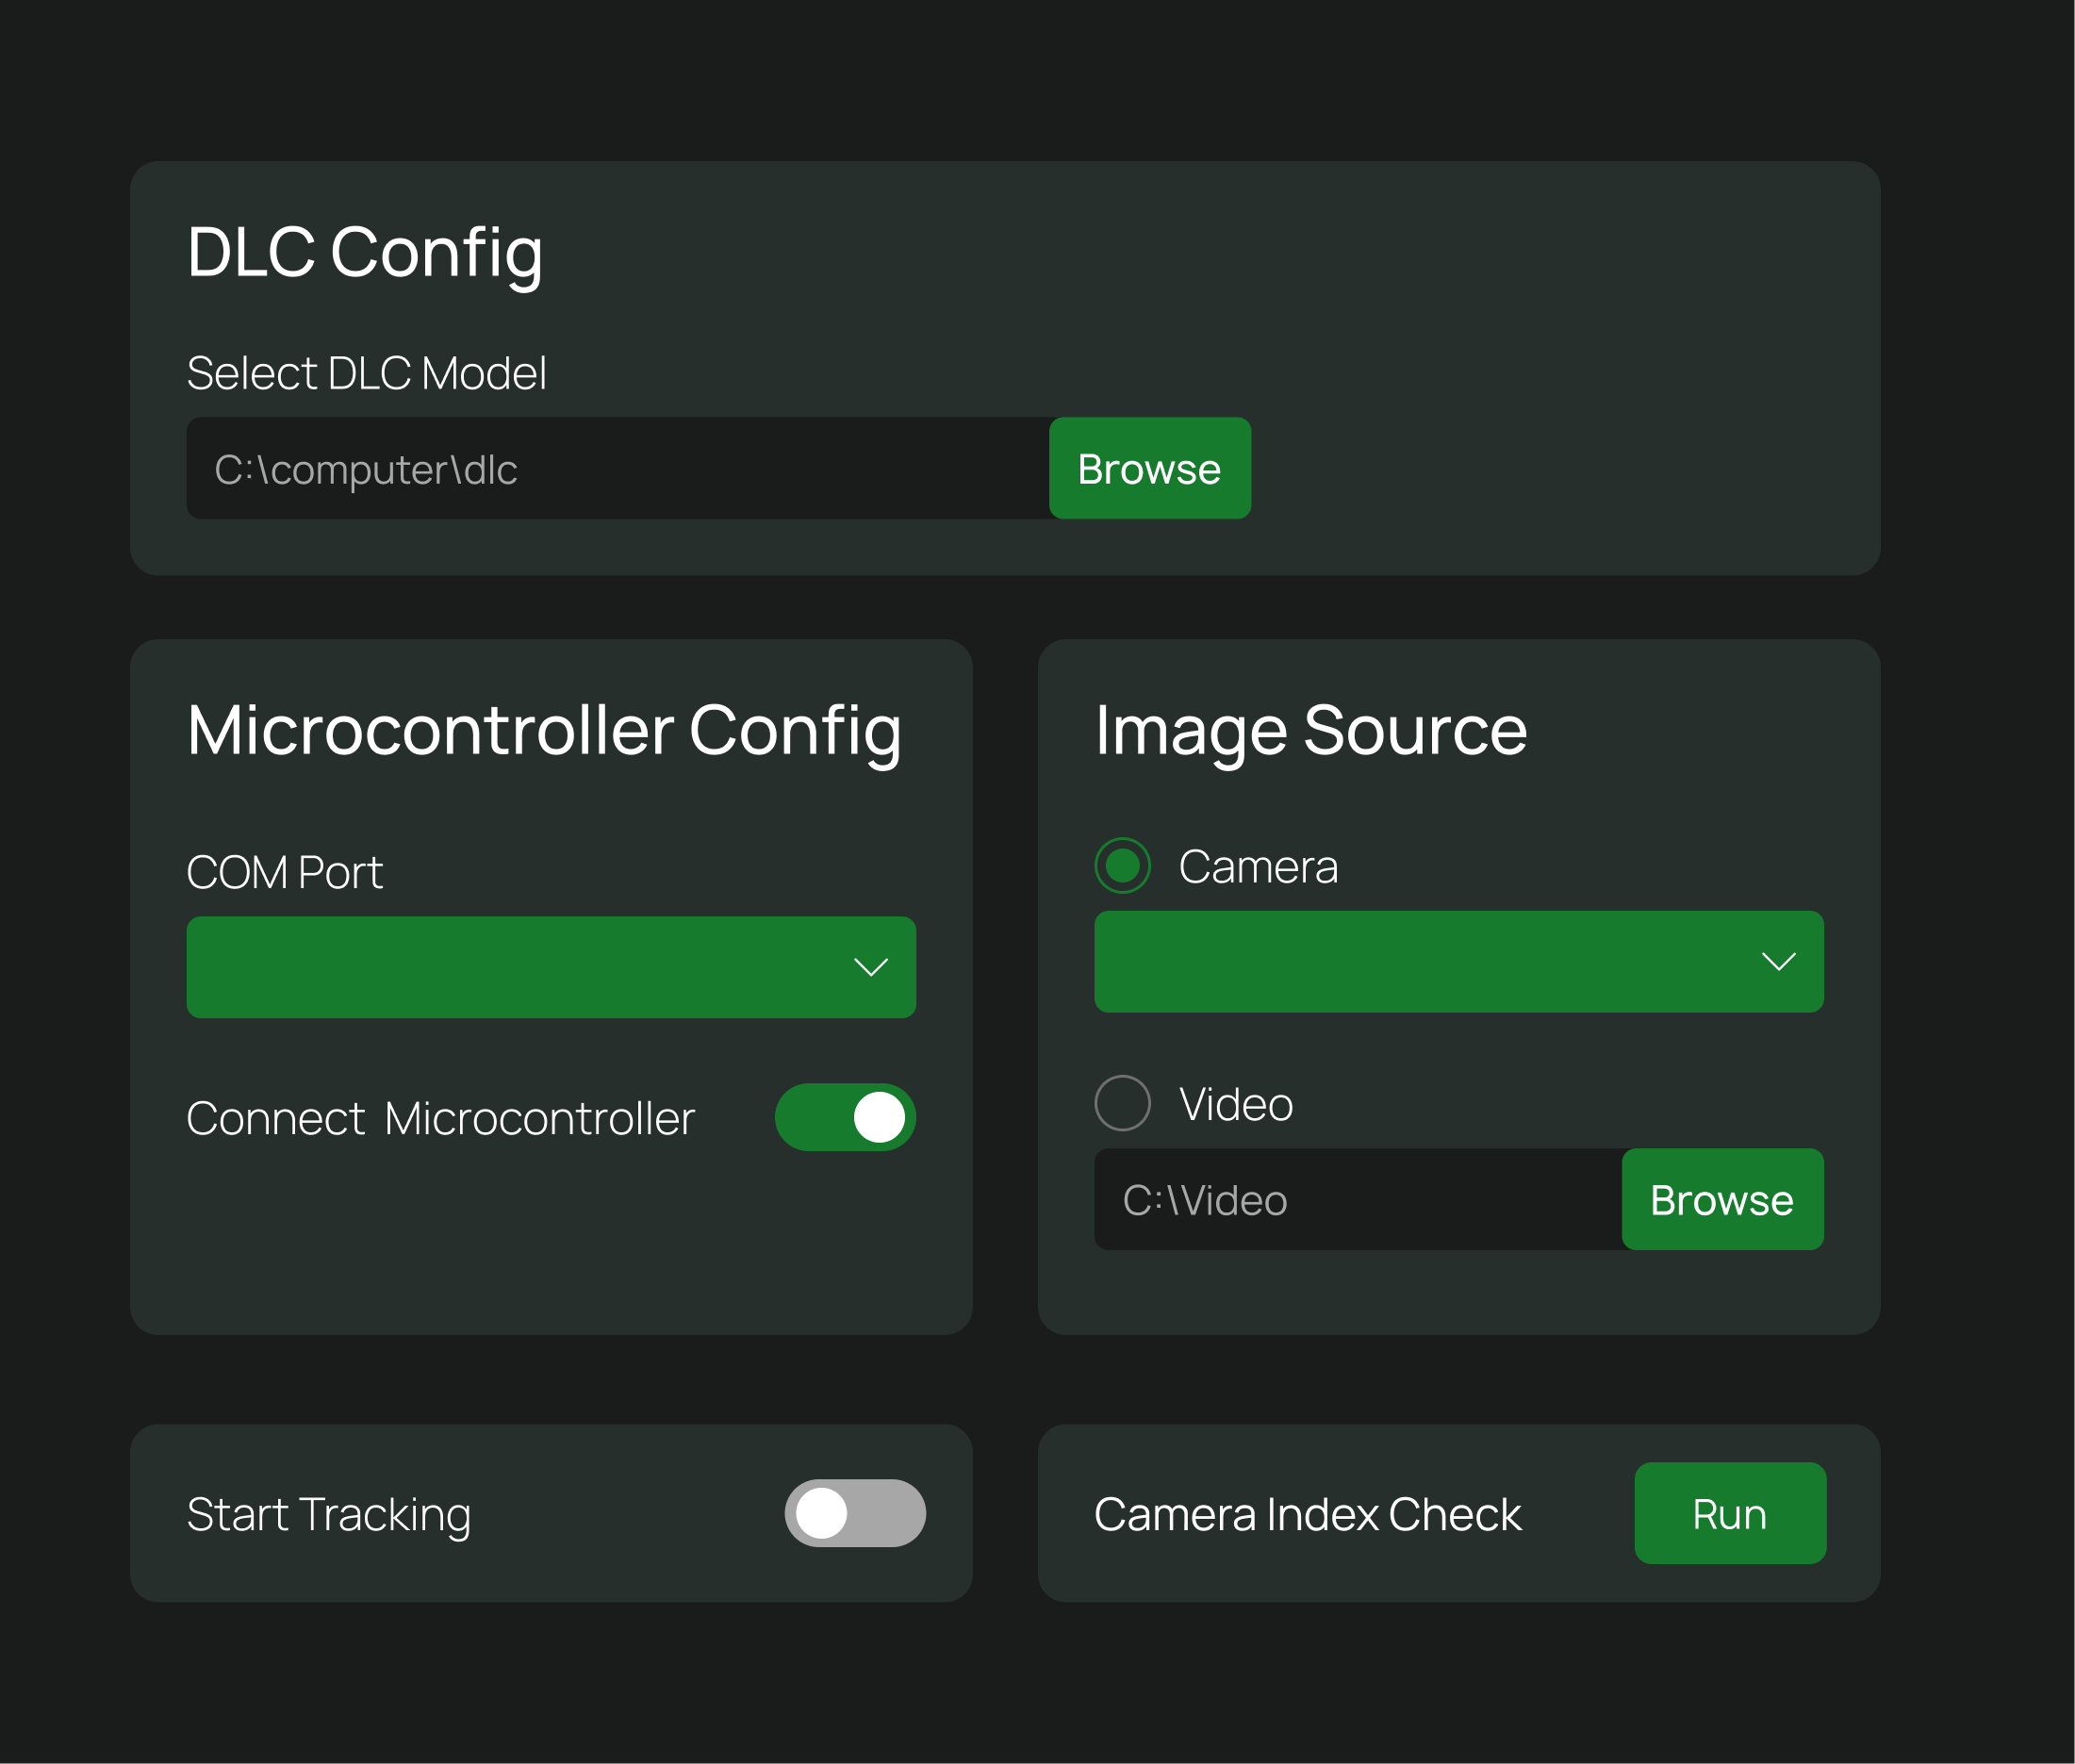 DLC Config
Select DLC Model
C:\computer\dlc
Browse
Microcontroller Config
COM Port
Connect Microcontroller
Image Source
Camera
Video
C:\Video
Browse
Start Tracking
Camera Index Check
Run